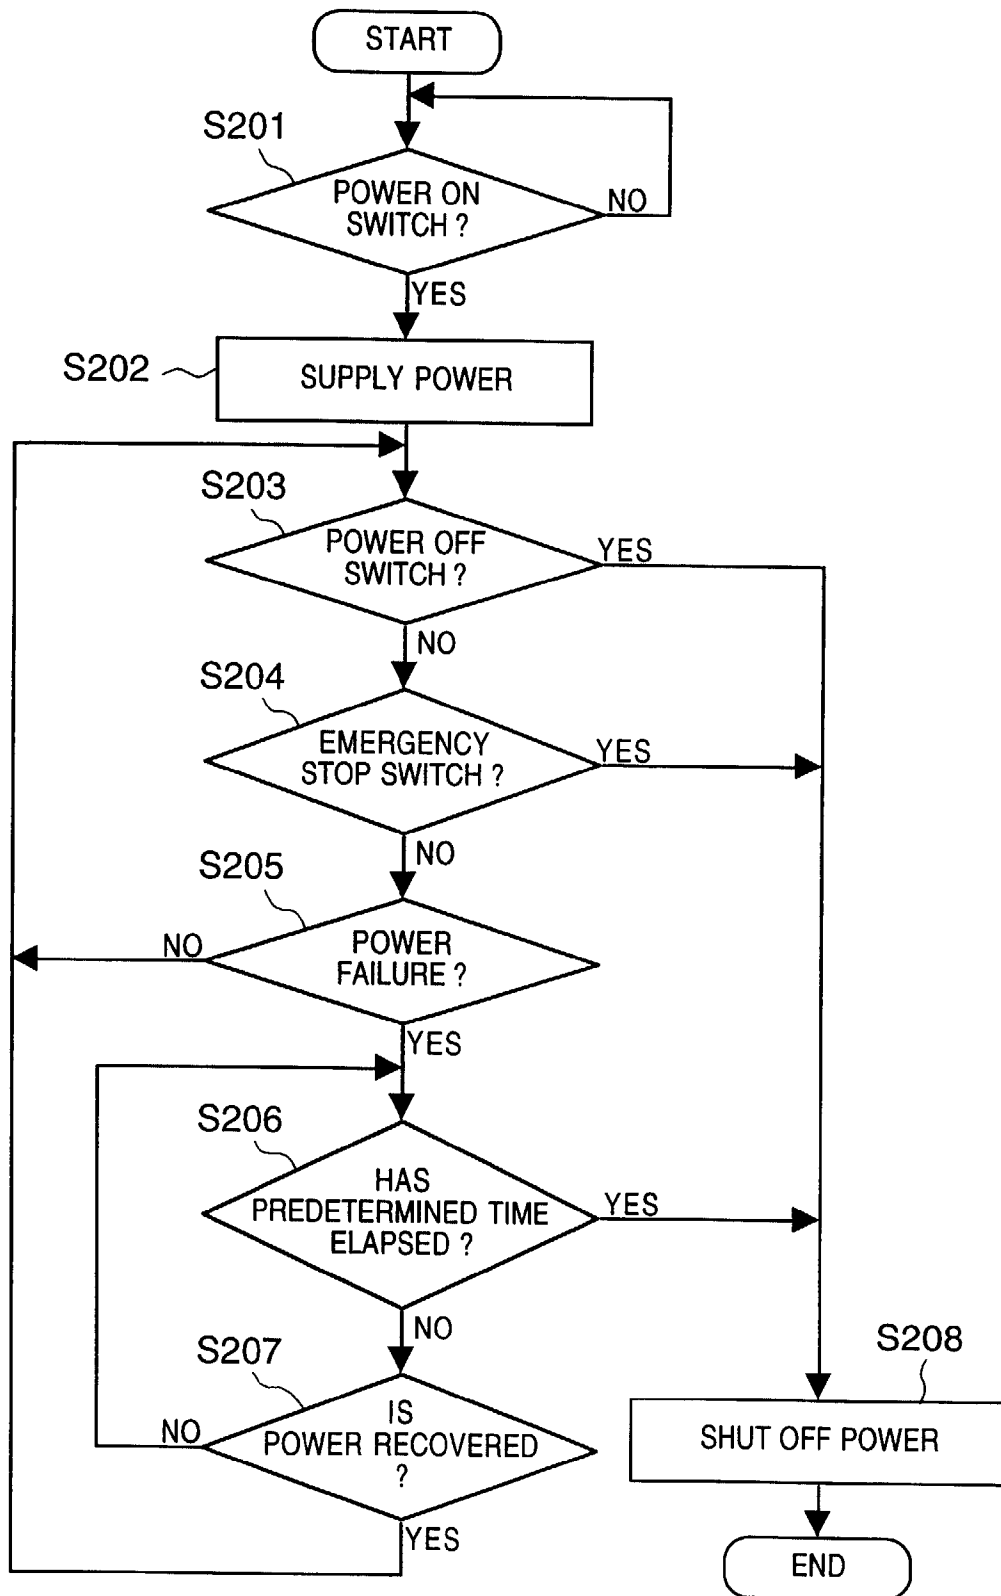 START
S201
POWER ON
SWITCH ?
NO
YES
S202
SUPPLY POWER
S203
POWER OFF
SWITCH ?
YES
NO
S204
EMERGENCY
STOP SWITCH ?
YES
NO
S205
POWER
FAILURE ?
NO
YES
S206
HAS
PREDETERMINED TIME
ELAPSED ?
YES
NO
S207
IS
POWER RECOVERED
?
NO
YES
S208
SHUT OFF POWER
END